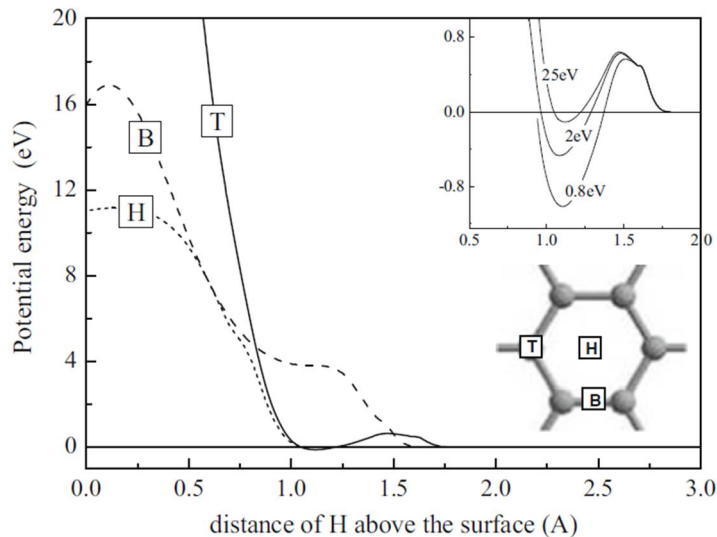 Potential energy (eV)
20
16
12
8
4
0
0.0 0.5 1.0 1.5 2.0 2.5 3.0
distance of H above the surface (A)
B
T
H
0.8
0.0
-0.8
0.5 1.0 1.5 2.0
25eV
2eV
0.8eV
T
H
B